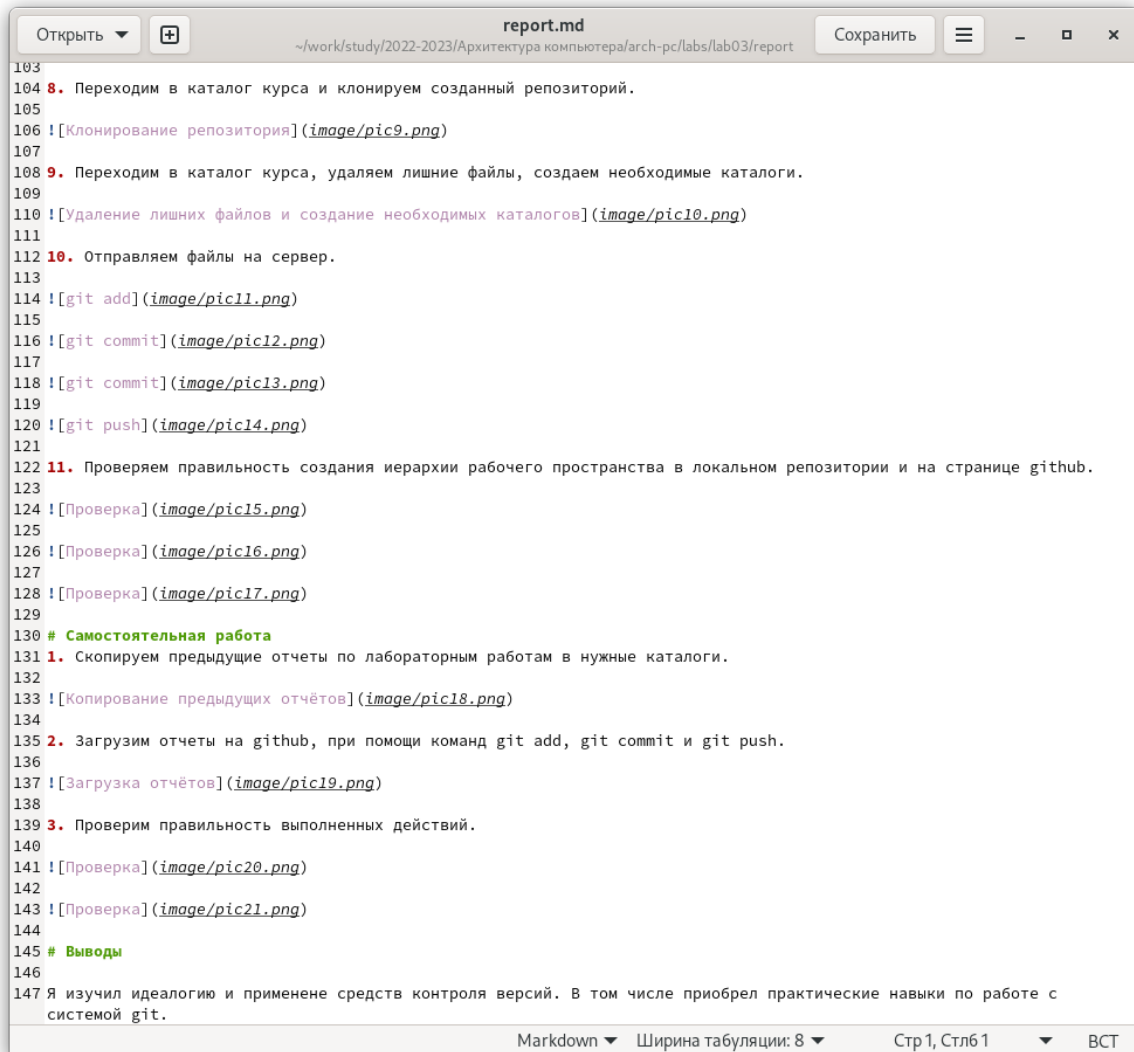 Открыть
report.md
~/work/study/2022-2023/Архитектура компьютера/arch-pc/labs/lab03/report
Сохранить
103
104 8. Переходим в каталог курса и клонируем созданный репозиторий.
105
106 ![Клонирование репозитория](image/pic9.png)
107
108 9. Переходим в каталог курса, удаляем лишние файлы, создаем необходимые каталоги.
109
110 ![Удаление лишних файлов и создание необходимых каталогов](image/pic10.png)
111
112 10. Отправляем файлы на сервер.
113
114 ![git add](image/pic11.png)
115
116 ![git commit](image/pic12.png)
117
118 ![git commit](image/pic13.png)
119
120 ![git push](image/pic14.png)
121
122 11. Проверяем правильность создания иерархии рабочего пространства в локальном репозитории и на странице github.
123
124 ![Проверка](image/pic15.png)
125
126 ![Проверка](image/pic16.png)
127
128 ![Проверка](image/pic17.png)
129
130 # Самостоятельная работа
131 1. Скопируем предыдущие отчеты по лабораторным работам в нужные каталоги.
132
133 ![Копирование предыдущих отчётов](image/pic18.png)
134
135 2. Загрузим отчеты на github, при помощи команд git add, git commit и git push.
136
137 ![Загрузка отчётов](image/pic19.png)
138
139 3. Проверим правильность выполненных действий.
140
141 ![Проверка](image/pic20.png)
142
143 ![Проверка](image/pic21.png)
144
145 # Выводы
146
147 Я изучил идеалогию и применене средств контроля версий. В том числе приобрел практические навыки по работе с
системой git.
Markdown Ширина табуляции: 8 Стр 1, Стлб 1 ВСТ